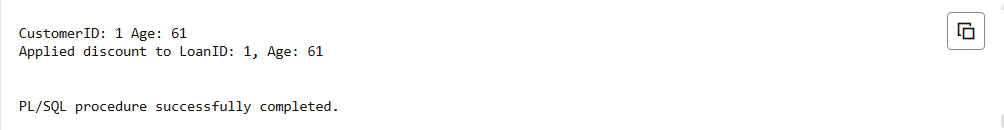 CustomerID: 1 Age: 61
Applied discount to LoanID: 1, Age: 61
PL/SQL procedure successfully completed.